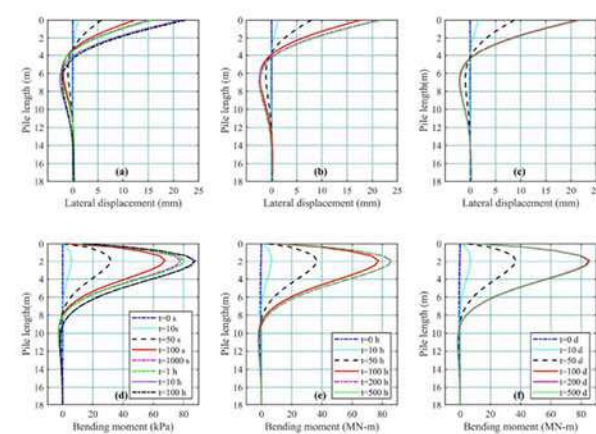 0
2
4
6
8
10
12
14
16
18
Pile length (m)
(a)
0 5 10 15 20 25
Lateral displacement (mm)
0
2
4
6
8
10
12
14
16
18
Pile length (m)
(b)
0 5 10 15 20 25
Lateral displacement (mm)
0
2
4
6
8
10
12
14
16
18
Pile length(m)
(c)
0 5 10 15 20 25
Lateral displacement (mm)
0
2
4
6
8
10
12
14
16
18
Pile length(m)
(d)
t=0 s
t=10s
t=50 s
t=100 s
t=1000 s
t=1 h
t=10 h
t=100 h
0 20 40 60 80
Bending moment (kPa)
0
2
4
6
8
10
12
14
16
18
Pile length(m)
(e)
t=0 h
t=10 h
t=50 h
t=100 h
t=200 h
t=500 h
0 20 40 60 80
Bending moment (MN-m)
0
2
4
6
8
10
12
14
16
18
Pile length(m)
(f)
t=0 d
t=10 d
t=50 d
t=100 d
t=200 d
t=500 d
0 20 40 60 80
Bending moment (MN-m)